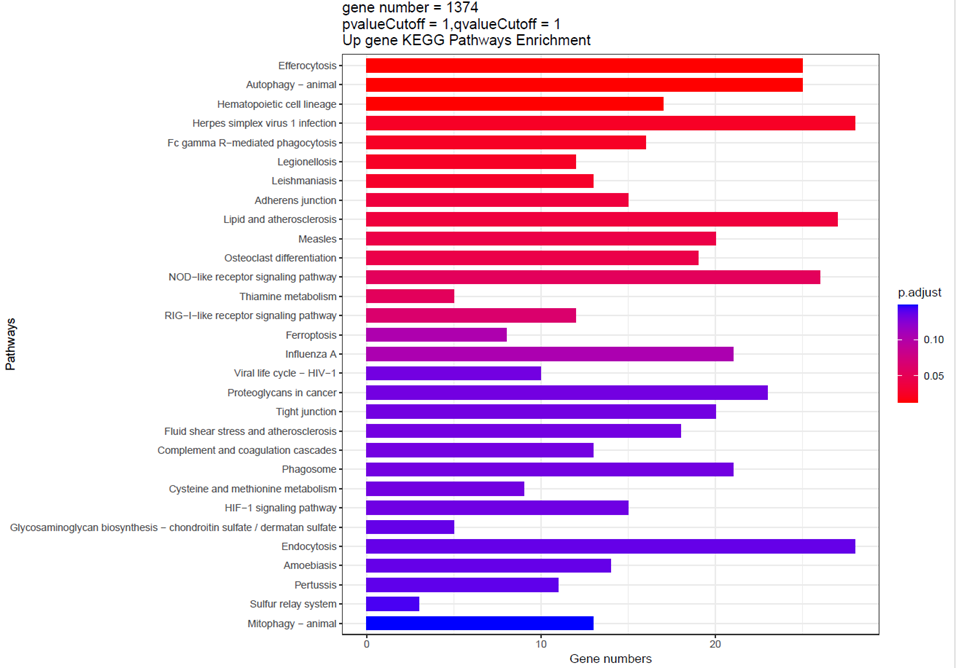 gene number = 1374
pvalueCutoff = 1,qvalueCutoff = 1
Up gene KEGG Pathways Enrichment
Pathways
Efferocytosis
Autophagy − animal
Hematopoietic cell lineage
Herpes simplex virus 1 infection
Fc gamma R−mediated phagocytosis
Legionellosis
Leishmaniasis
Adherens junction
Lipid and atherosclerosis
Measles
Osteoclast differentiation
NOD−like receptor signaling pathway
Thiamine metabolism
RIG−I−like receptor signaling pathway
Ferroptosis
Influenza A
Viral life cycle − HIV−1
Proteoglycans in cancer
Tight junction
Fluid shear stress and atherosclerosis
Complement and coagulation cascades
Phagosome
Cysteine and methionine metabolism
HIF−1 signaling pathway
Glycosaminoglycan biosynthesis − chondroitin sulfate / dermatan sulfate
Endocytosis
Amoebiasis
Pertussis
Sulfur relay system
Mitophagy − animal
0 10 20
Gene numbers
p.adjust
0.10
0.05